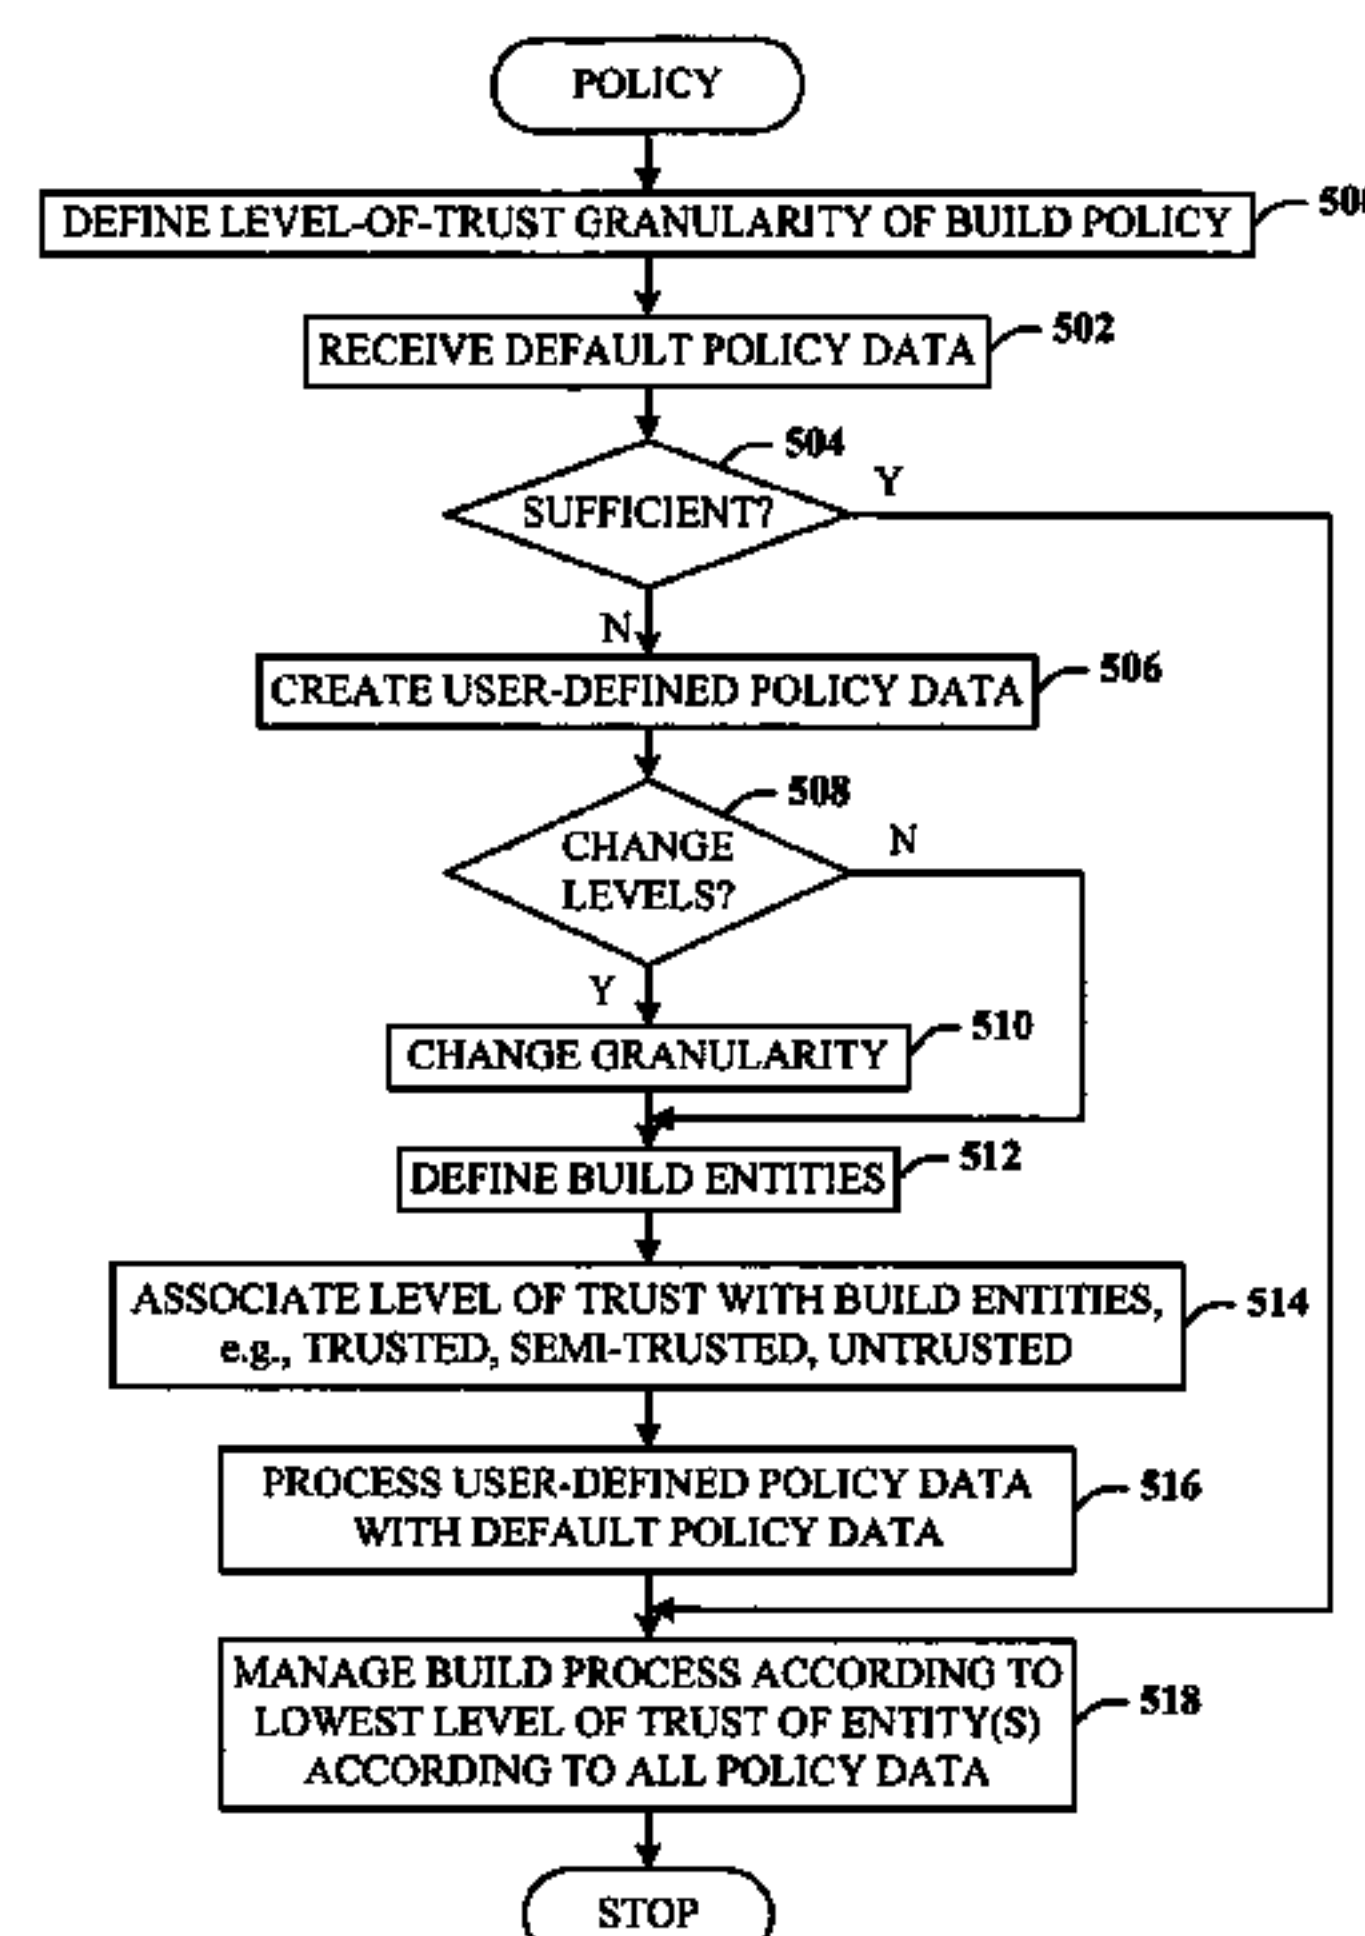 POLICY
DEFINE LEVEL-OF-TRUST GRANULARITY OF BUILD POLICY
RECEIVE DEFAULT POLICY DATA
502
504
SUFFICIENT?
Y
N
CREATE USER-DEFINED POLICY DATA
506
508
CHANGE
LEVELS?
N
Y
CHANGE GRANULARITY
510
DEFINE BUILD ENTITIES
512
ASSOCIATE LEVEL OF TRUST WITH BUILD ENTITIES,
e.g., TRUSTED, SEMI-TRUSTED, UNTRUSTED
514
PROCESS USER-DEFINED POLICY DATA
WITH DEFAULT POLICY DATA
516
MANAGE BUILD PROCESS ACCORDING TO
LOWEST LEVEL OF TRUST OF ENTITY(S)
ACCORDING TO ALL POLICY DATA
518
STOP